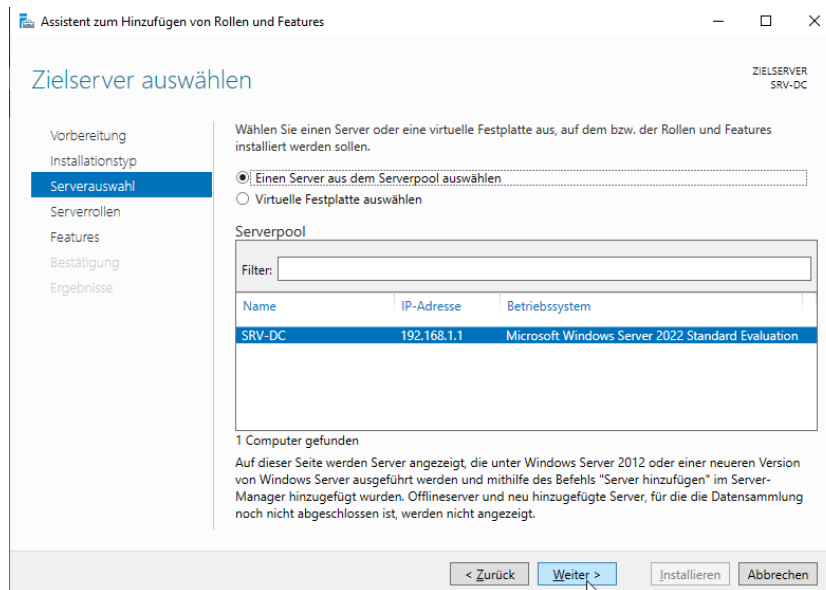 Assistent zum Hinzufügen von Rollen und Features
Zielserver auswählen
ZIELSERVER
SRV-DC
Vorbereitung
Installationstyp
Serverauswahl
Serverrollen
Features
Bestätigung
Ergebnisse
Wählen Sie einen Server oder eine virtuelle Festplatte aus, auf dem bzw. der Rollen und Features
installiert werden sollen.
Einen Server aus dem Serverpool auswählen
Virtuelle Festplatte auswählen
Serverpool
Filter:
Name IP-Adresse Betriebssystem
SRV-DC 192.168.1.1 Microsoft Windows Server 2022 Standard Evaluation
1 Computer gefunden
Auf dieser Seite werden Server angezeigt, die unter Windows Server 2012 oder einer neueren Version
von Windows Server ausgeführt werden und mithilfe des Befehls "Server hinzufügen" im Server-
Manager hinzugefügt wurden. Offlineserver und neu hinzugefügte Server, für die die Datensammlung
noch nicht abgeschlossen ist, werden nicht angezeigt.
< Zurück Weiter > Installieren Abbrechen